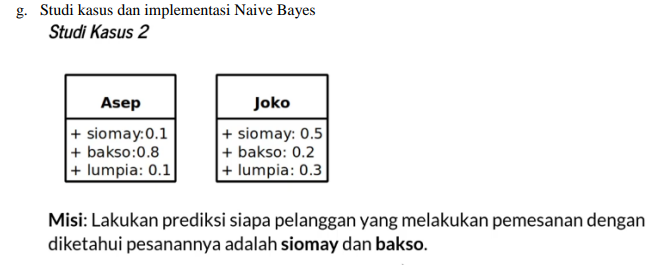 g. Studi kasus dan implementasi Naive Bayes
Studi Kasus 2
Asep
+ siomay:0.1
+ bakso:0.8
+ lumpia: 0.1
Joko
+ siomay: 0.5
+ bakso: 0.2
+ lumpia: 0.3
Misi: Lakukan prediksi siapa pelanggan yang melakukan pemesanan dengan
diketahui pesanannya adalah siomay dan bakso.